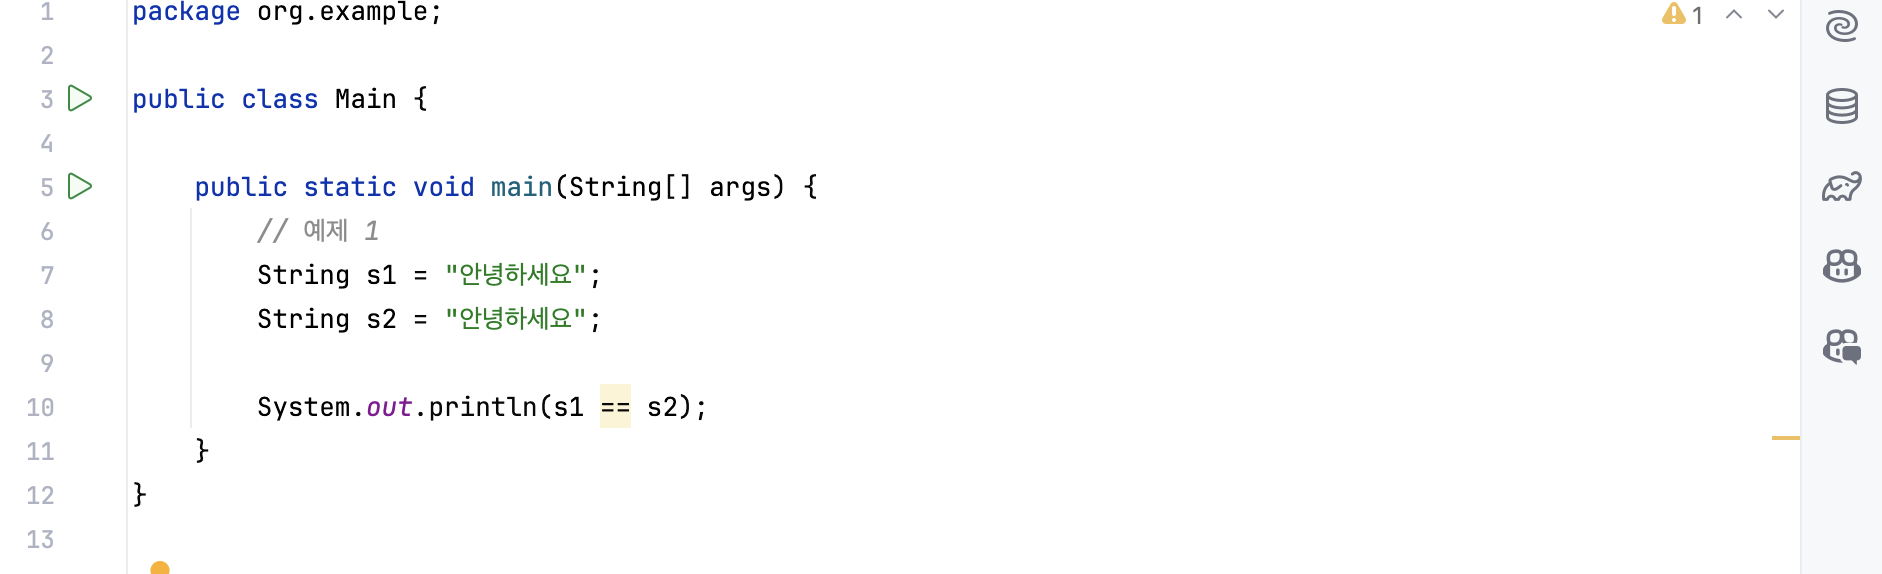 1 package org.example;
2
3 public class Main {
4
5 public static void main(String[] args) {
6 // 예제 1
7 String s1 = "안녕하세요";
8 String s2 = "안녕하세요";
9
10 System.out.println(s1 == s2);
11 }
12 }
13
1